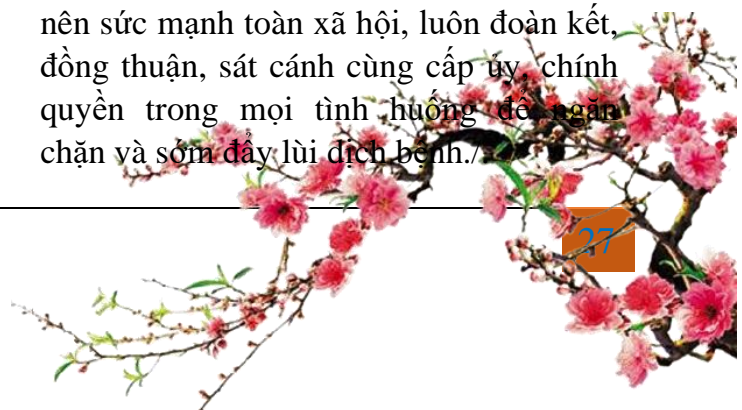 nên sức mạnh toàn xã hội, luôn đoàn kết,
đồng thuận, sát cánh cùng cấp ủy, chính
quyền trong mọi tình huống để ngăn
chặn và sớm đẩy lùi dịch bệnh./.
27